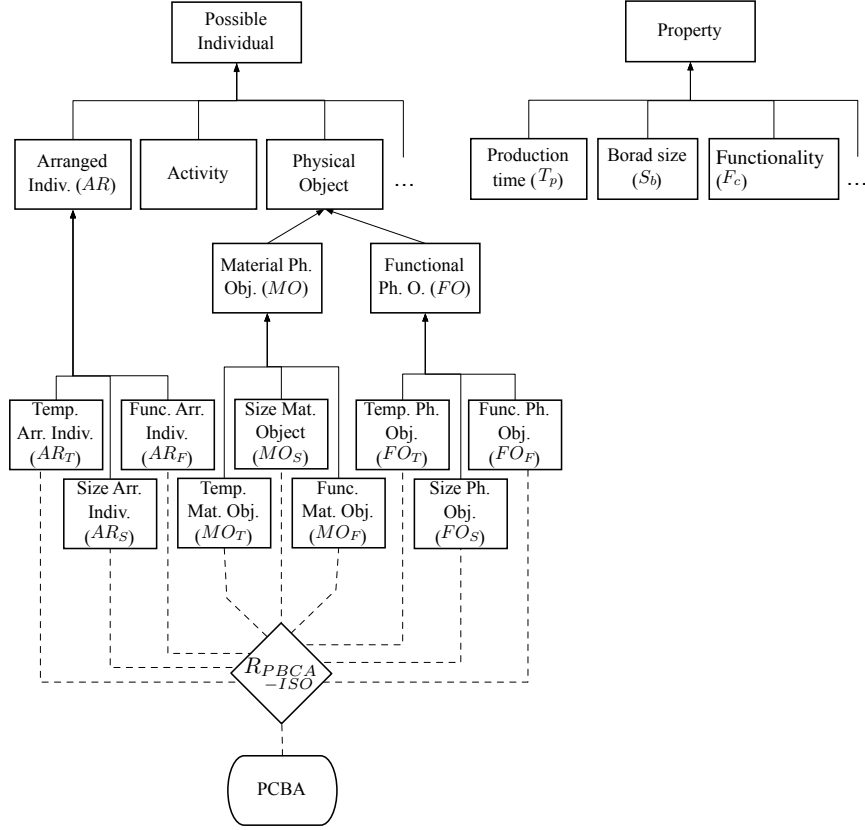 Possible
Individual
Property
Arranged
Indiv. (AR)
Activity
Physical
Object
...
Production
time (T_p)
Borad size
(S_b)
Functionality
(F_c)
...
Material Ph.
Obj. (MO)
Functional
Ph. O. (FO)
Temp.
Arr. Indiv.
(AR_T)
Func. Arr.
Indiv.
(AR_F)
Size Mat.
Object
(MO_S)
Temp. Ph.
Obj.
(FO_T)
Func. Ph.
Obj.
(FO_F)
Size Arr.
Indiv.
(AR_S)
Temp.
Mat. Obj.
(MO_T)
Func.
Mat. Obj.
(MO_F)
Size Ph.
Obj.
(FO_S)
R_PBCA
-ISO
PCBA